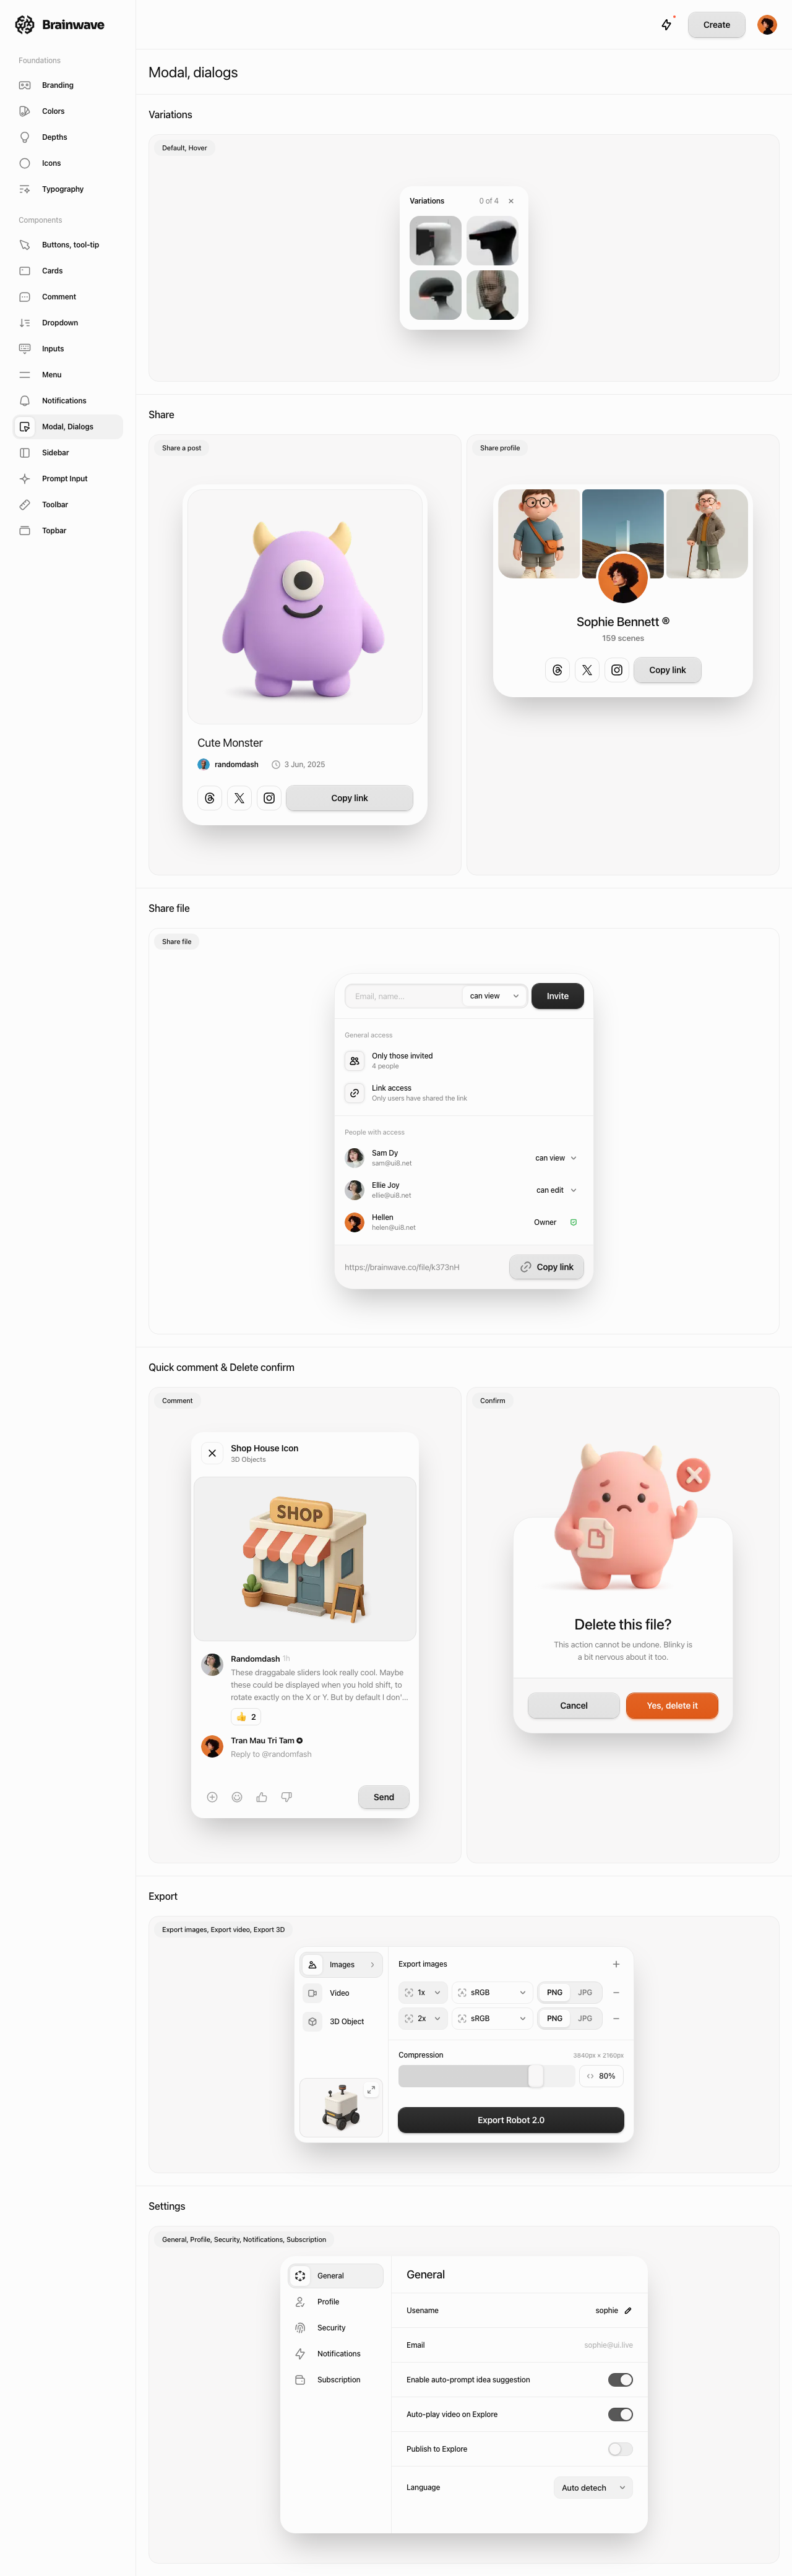 Brainwave
Create
Foundations
Branding
Colors
Depths
Icons
Typography
Components
Buttons, tool-tip
Cards
Comment
Dropdown
Inputs
Menu
Notifications
Modal, Dialogs
Sidebar
Prompt Input
Toolbar
Topbar
Modal, dialogs
Variations
Default, Hover
Variations 0 of 4
Share
Share a post
Cute Monster
randomdash 3 Jun, 2025
Copy link
Share profile
Sophie Bennett ®
159 scenes
Copy link
Share file
Share file
Email, name... can view Invite
General access
Only those invited
4 people
Link access
Only users have shared the link
People with access
Sam Dy
sam@ui8.net
can view
Ellie Joy
ellie@ui8.net
can edit
Hellen
helen@ui8.net
Owner
https://brainwave.co/file/k373nH Copy link
Quick comment & Delete confirm
Comment
Shop House Icon
3D Objects
SHOP
Randomdash 1h
These draggabale sliders look really cool. Maybe
these could be displayed when you hold shift, to
rotate exactly on the X or Y. But by default I don'...
2
Tran Mau Tri Tam
Reply to @randomfash
Send
Confirm
Delete this file?
This action cannot be undone. Blinky is
a bit nervous about it too.
Cancel Yes, delete it
Export
Export images, Export video, Export 3D
Images
Video
3D Object
Export images
1x sRGB PNG JPG
2x sRGB PNG JPG
Compression 3840px × 2160px
80%
Export Robot 2.0
Settings
General, Profile, Security, Notifications, Subscription
General
Profile
Security
Notifications
Subscription
General
Usename sophie
Email sophie@ui.live
Enable auto-prompt idea suggestion
Auto-play video on Explore
Publish to Explore
Language Auto detech